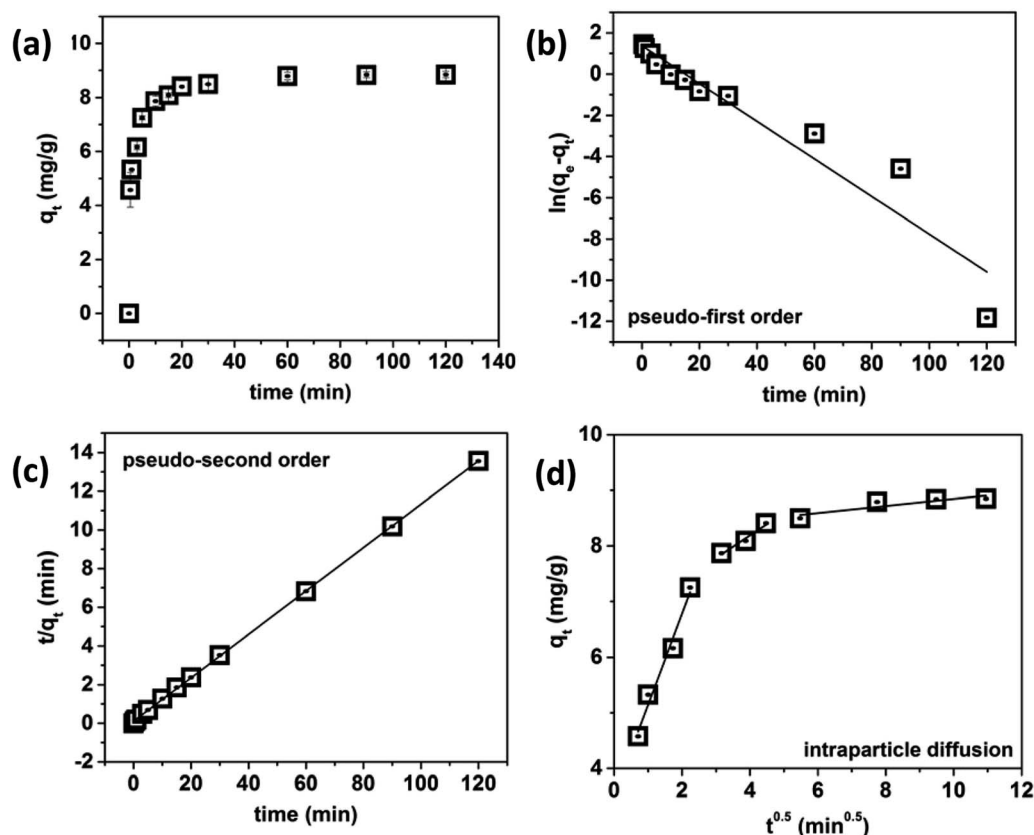 (a)
10
8
6
4
2
0
q_t (mg/g)
0 20 40 60 80 100 120 140
time (min)
(b)
2
0
-2
-4
-6
-8
-10
-12
ln(q_e-q_t)
pseudo-first order
0 20 40 60 80 100 120
time (min)
(c)
14
12
10
8
6
4
2
0
-2
t/q_t (min)
pseudo-second order
0 20 40 60 80 100 120
time (min)
(d)
10
8
6
4
q_t (mg/g)
intraparticle diffusion
0 2 4 6 8 10 12
t^0.5 (min^0.5)